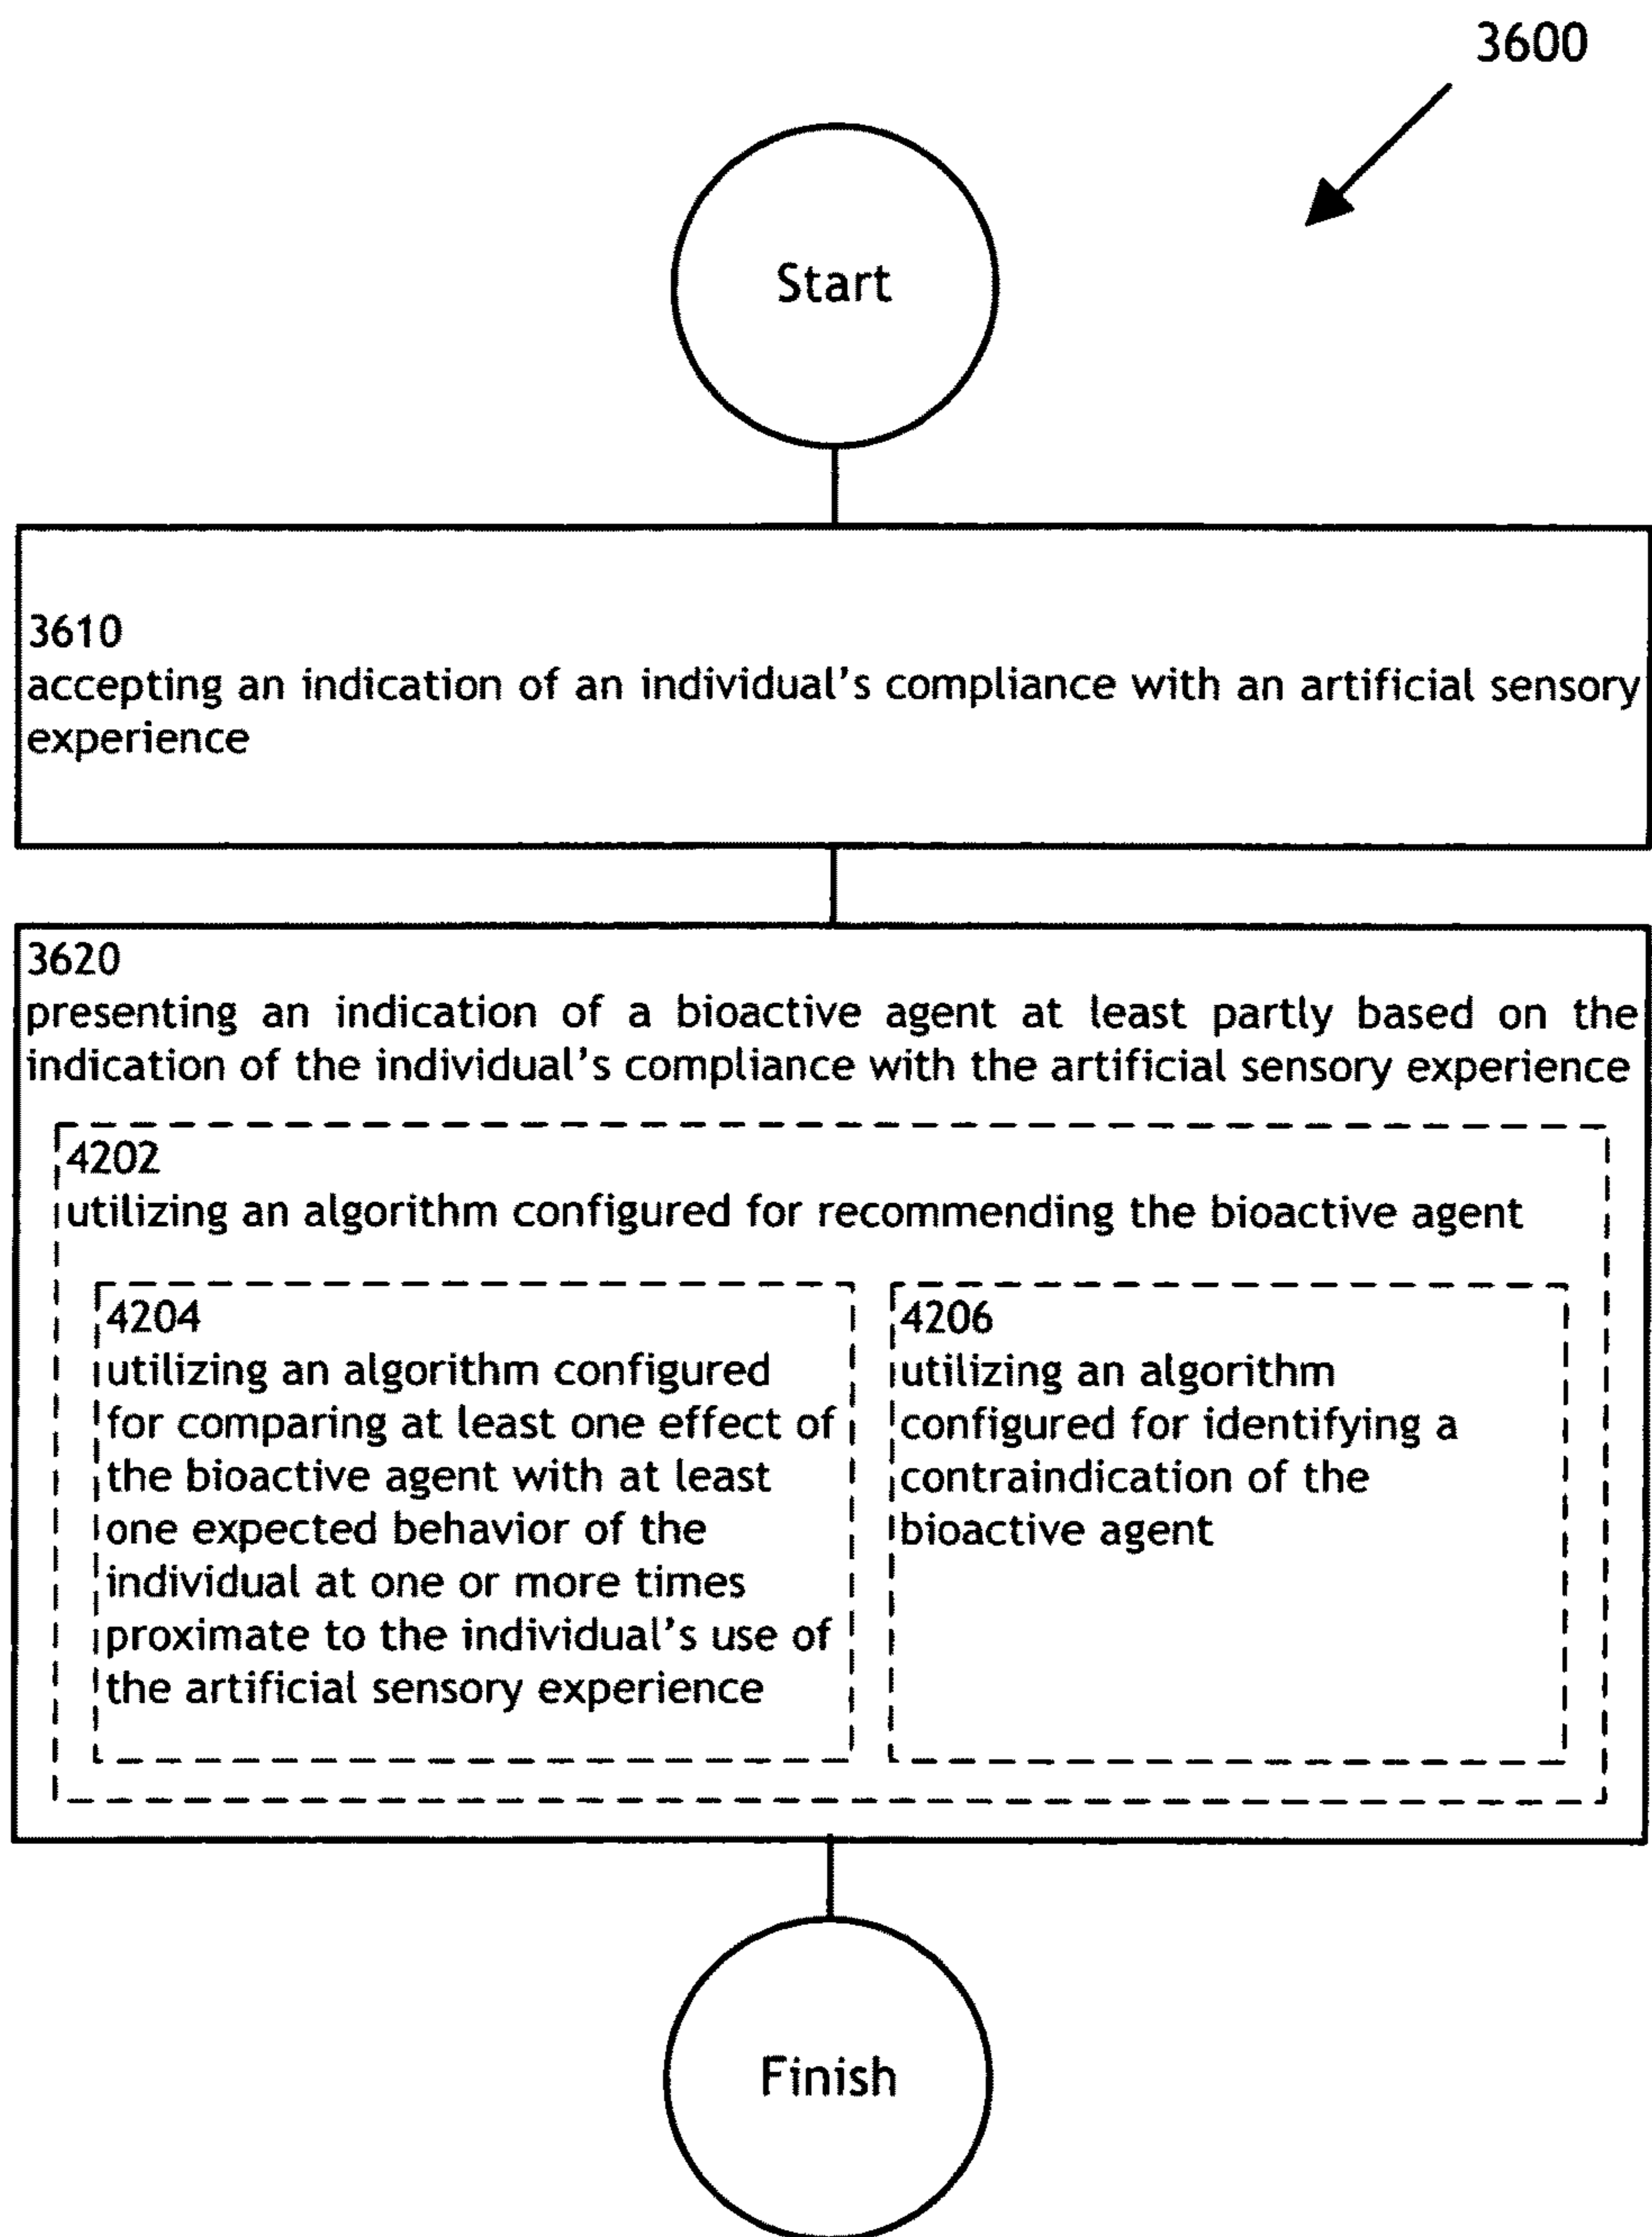 3600
Start
3610
accepting an indication of an individual's compliance with an artificial sensory
experience
3620
presenting an indication of a bioactive agent at least partly based on the
indication of the individual's compliance with the artificial sensory experience
4202
utilizing an algorithm configured for recommending the bioactive agent
4204
utilizing an algorithm configured
for comparing at least one effect of
the bioactive agent with at least
one expected behavior of the
individual at one or more times
proximate to the individual's use of
the artificial sensory experience
4206
utilizing an algorithm
configured for identifying a
contraindication of the
bioactive agent
Finish